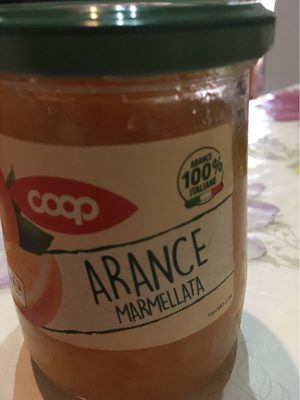 coop
ARANCE
100%
ITALIANE
ARANCE
MARMELLATA